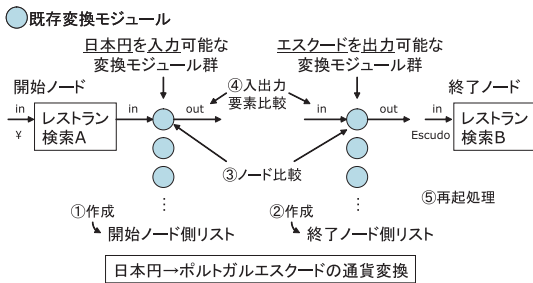 既存変換モジュール
日本円を入力可能な
変換モジュール群
エスクードを出力可能な
変換モジュール群
開始ノード
④入出力
要素比較
終了ノード
in
in
out
in
out
in
¥
レストラン
検索A
Escudo
レストラン
検索B
③ノード比較
⑤再起処理
①作成
②作成
開始ノード側リスト
終了ノード側リスト
日本円→ポルトガルエスクードの通貨変換